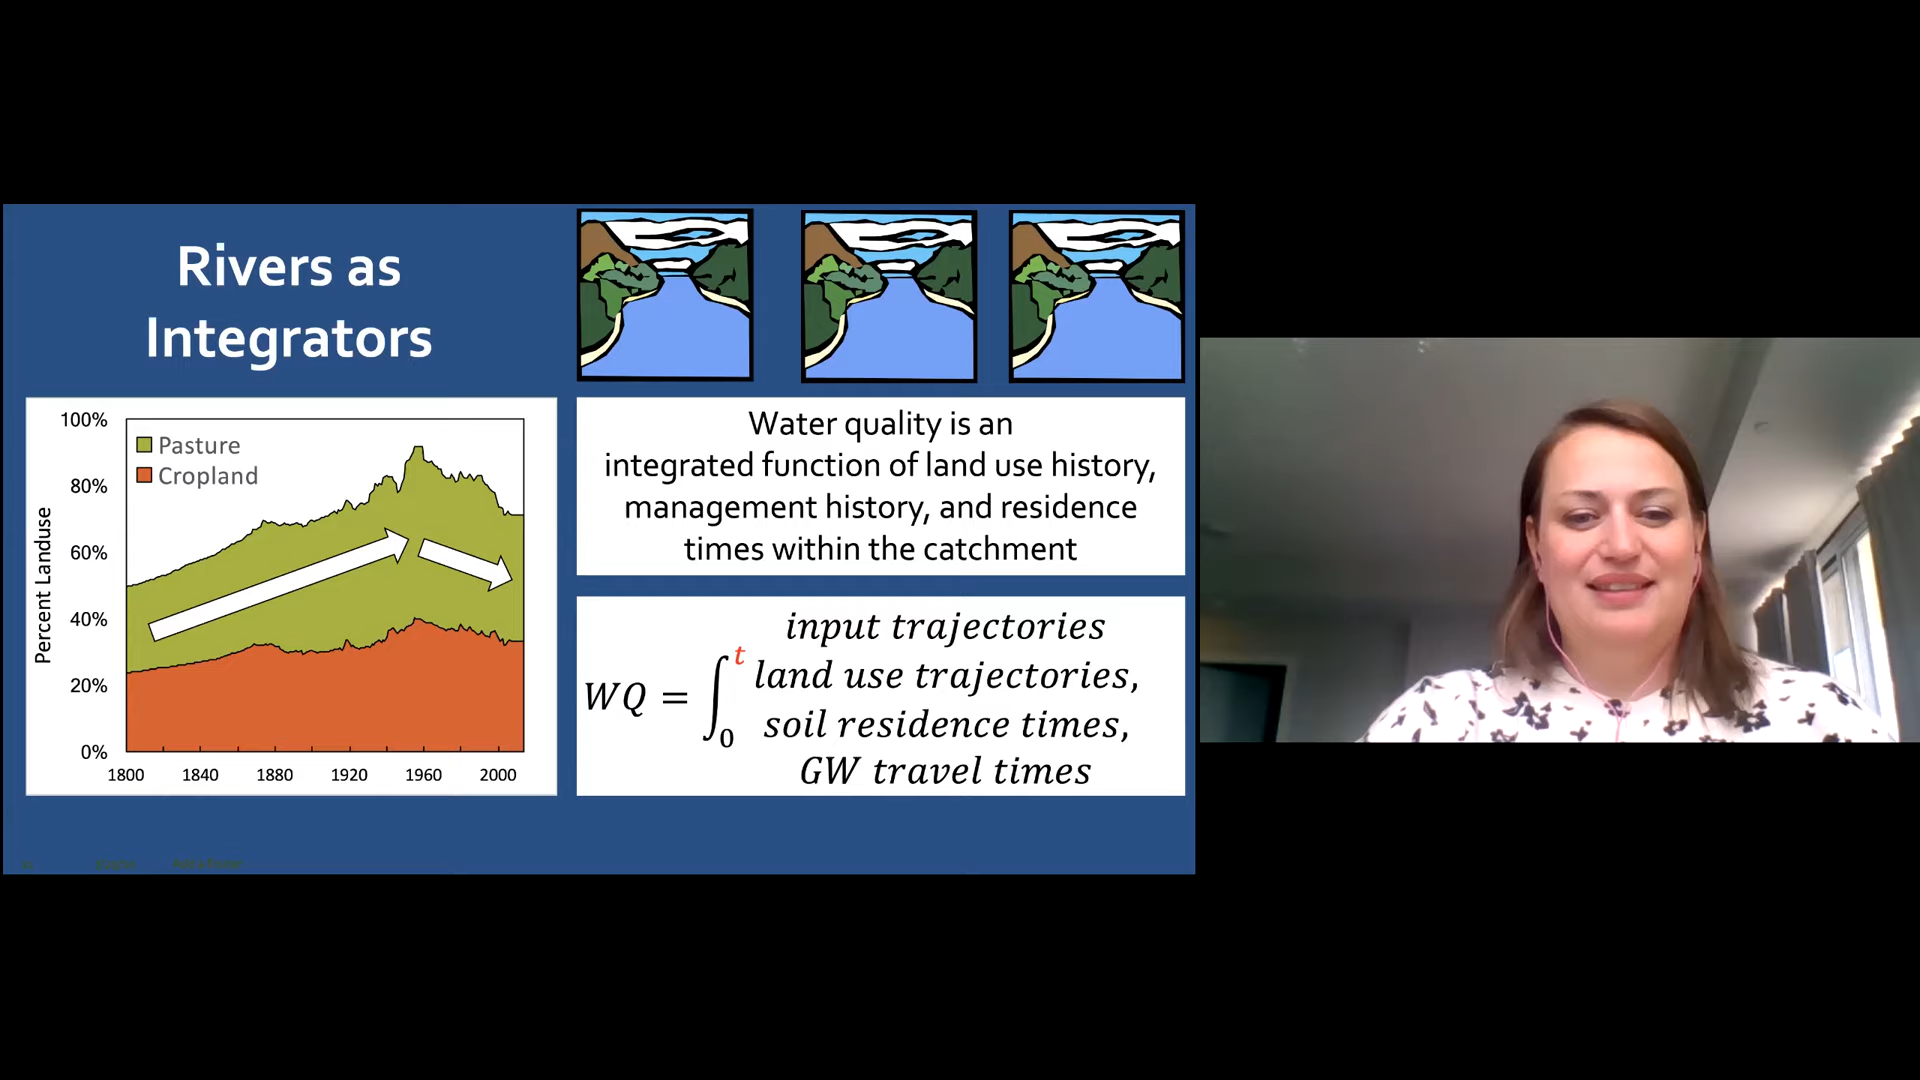 Rivers as
Integrators
100%
80%
60%
40%
20%
0%
Percent Landuse
Pasture
Cropland
1800 1840 1880 1920 1960 2000
Water quality is an
integrated function of land use history,
management history, and residence
times within the catchment
input trajectories
land use trajectories,
WQ = ∫₀ᵗ
soil residence times,
GW travel times